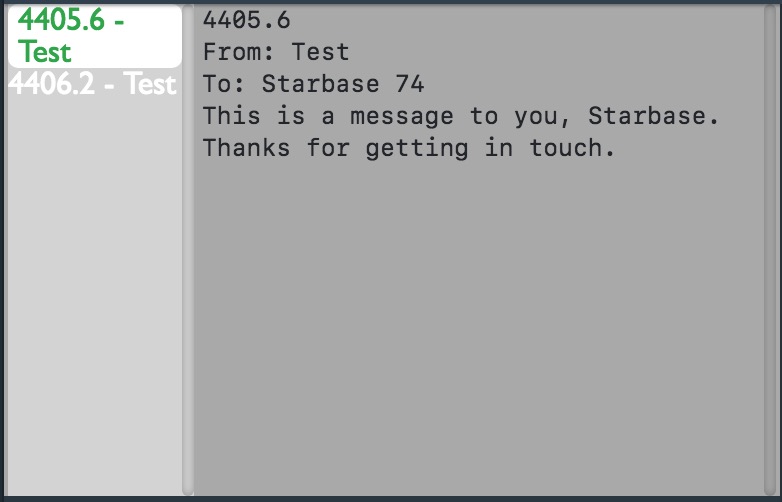 4405.6 -
Test
4406.2 - Test
4405.6
From: Test
To: Starbase 74
This is a message to you, Starbase.
Thanks for getting in touch.